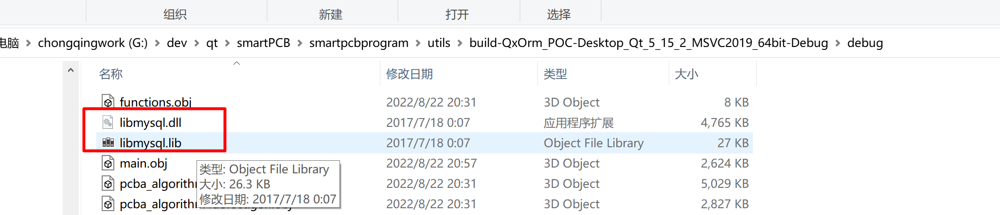 组织 新建 打开 选择
电脑 > chongqingwork (G:) > dev > qt > smartPCB > smartpcbprogram > utils > build-QxOrm_POC-Desktop_Qt_5_15_2_MSVC2019_64bit-Debug > debug
名称 修改日期 类型 大小
functions.obj 2022/8/22 20:31 3D Object 8 KB
libmysql.dll 2017/7/18 0:07 应用程序扩展 4,765 KB
libmysql.lib 2017/7/18 0:07 Object File Library 27 KB
main.obj 2022/8/22 20:57 3D Object 2,624 KB
类型: Object File Library
pcba_algorithm 2022/8/22 20:31 3D Object 5,029 KB
大小: 26.3 KB
修改日期: 2017/7/18 0:07
pcba_algorithm 2022/8/22 20:31 3D Object 2,827 KB